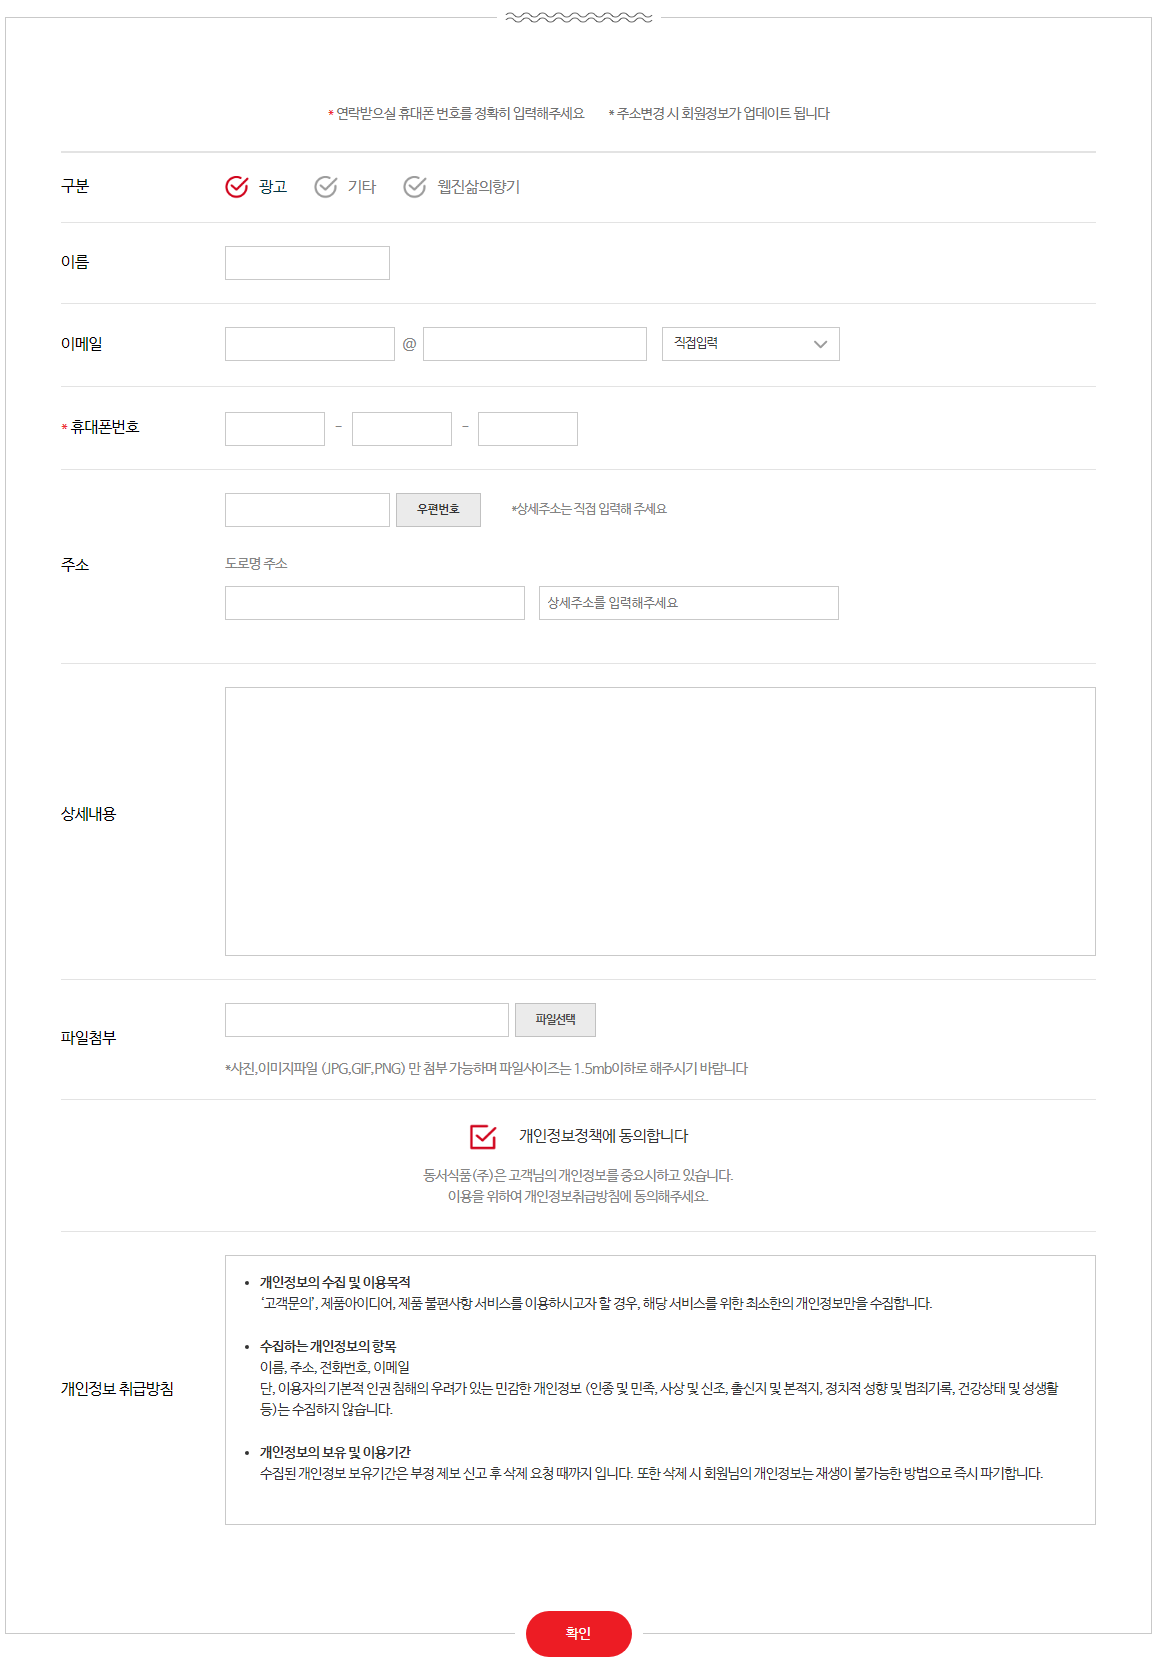 * 연락받으실 휴대폰 번호를 정확히 입력해주세요 * 주소변경 시 회원정보가 업데이트 됩니다
구분 광고 기타 웹진삶의향기
이름
이메일 @ 직접입력
* 휴대폰번호 - -
우편번호 *상세주소는 직접 입력해 주세요
주소 도로명 주소
상세주소를 입력해주세요
상세내용
파일첨부 파일선택
*사진,이미지파일 (JPG,GIF,PNG) 만 첨부 가능하며 파일사이즈는 1.5mb이하로 해주시기 바랍니다
개인정보정책에 동의합니다
동서식품(주)은 고객님의 개인정보를 중요시하고 있습니다.
이용을 위하여 개인정보취급방침에 동의해주세요.
개인정보 취급방침
• 개인정보의 수집 및 이용목적
‘고객문의’, 제품아이디어, 제품 불편사항 서비스를 이용하시고자 할 경우, 해당 서비스를 위한 최소한의 개인정보만을 수집합니다.
• 수집하는 개인정보의 항목
이름, 주소, 전화번호, 이메일
단, 이용자의 기본적 인권 침해의 우려가 있는 민감한 개인정보 (인종 및 민족, 사상 및 신조, 출신지 및 본적지, 정치적 성향 및 범죄기록, 건강상태 및 성생활
등)는 수집하지 않습니다.
• 개인정보의 보유 및 이용기간
수집된 개인정보 보유기간은 부정 제보 신고 후 삭제 요청 때까지 입니다. 또한 삭제 시 회원님의 개인정보는 재생이 불가능한 방법으로 즉시 파기합니다.
확인